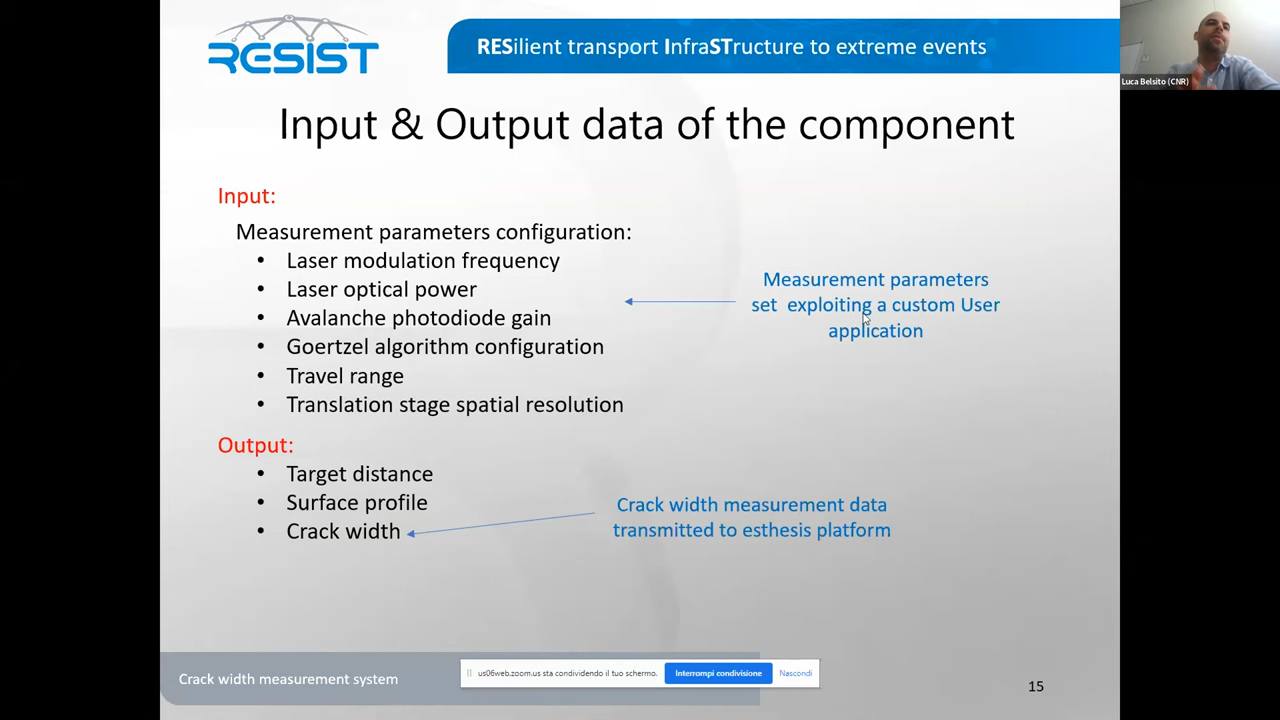 RESIST
RESilient transport InfraSTructure to extreme events
Luca Belsito (CNR)
Input & Output data of the component
Input:
Measurement parameters configuration:
• Laser modulation frequency
• Laser optical power
• Avalanche photodiode gain
• Goertzel algorithm configuration
• Travel range
• Translation stage spatial resolution
Measurement parameters
set exploiting a custom User
application
Output:
• Target distance
• Surface profile
• Crack width
Crack width measurement data
transmitted to esthesis platform
Crack width measurement system
us06web.zoom.us sta condividendo il tuo schermo.
Interrompi condivisione
Nascondi
15